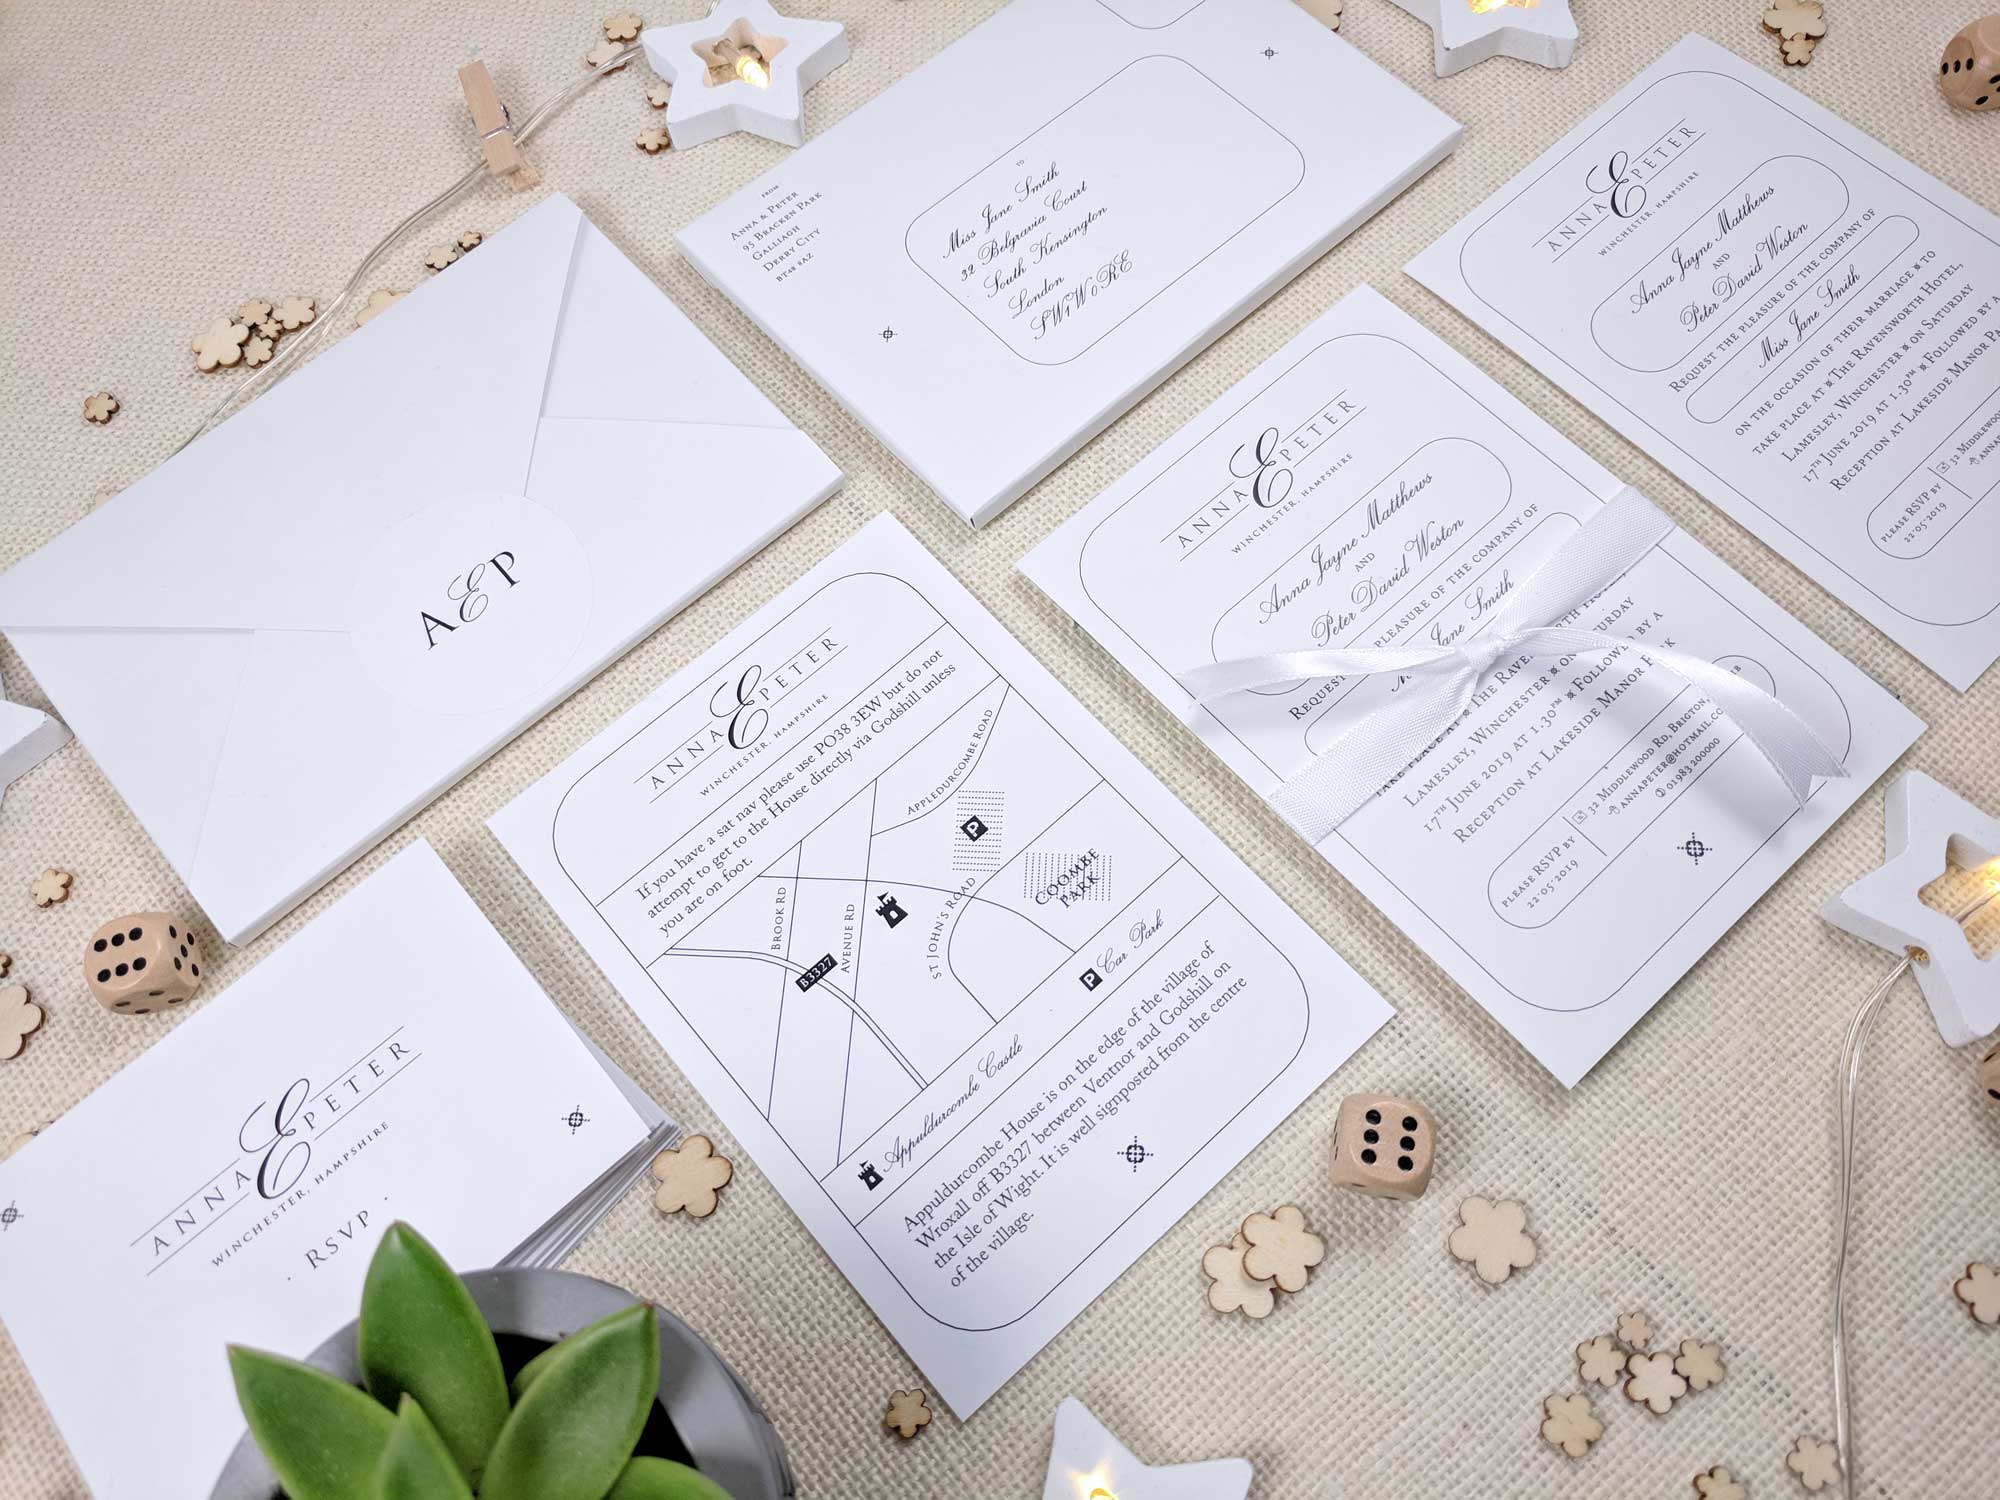 FROM
ANNA & PETER
95 BRACKEN PARK
GALLIAGH
DERRY CITY
BT48 8AZ
TO
Miss Jane Smith
32 Belgravia Court
South Kensington
London
SW1W 0RE
A E P
ANNA E PETER
WINCHESTER, HAMPSHIRE
Anna Jayne Matthews
AND
Peter David Weston
REQUEST THE PLEASURE OF THE COMPANY OF
Miss Jane Smith
ON THE OCCASION OF THEIR MARRIAGE TO
TAKE PLACE AT THE RAVENSWORTH HOTEL,
LAMESLEY, WINCHESTER ON SATURDAY
17TH JUNE 2019 AT 1.30PM FOLLOWED BY A
RECEPTION AT LAKESIDE MANOR PA
PLEASE RSVP BY
22·05·2019
32 MIDDLEWOO
ANNA
ANNA E PETER
WINCHESTER, HAMPSHIRE
Anna Jayne Matthews
AND
Peter David Weston
REQUEST PLEASURE OF THE COMPANY OF
Jane Smith
TAKE PLACE AT THE RAVE RTH HOTEL,
LAMESLEY, WINCHESTER ON SATURDAY
17TH JUNE 2019 AT 1.30PM FOLLOWED BY A
RECEPTION AT LAKESIDE MANOR PARK
PLEASE RSVP BY
22·05·2019
32 MIDDLEWOOD RD, BRIGTON,
ANNAPETER@HOTMAIL.CO
01983 200000
ANNA E PETER
WINCHESTER, HAMPSHIRE
If you have a sat nav please use PO38 3EW but do not
attempt to get to the House directly via Godshill unless
you are on foot.
APPLEDURCOMBE ROAD
P
BROOK RD
AVENUE RD
ST JOHN'S ROAD
COOMBE
PARK
B3327
P Car Park
Appuldurcombe Castle
Appuldurcombe House is on the edge of the village of
Wroxall off B3327 between Ventnor and Godshill on
the Isle of Wight. It is well signposted from the centre
of the village.
ANNA E PETER
WINCHESTER, HAMPSHIRE
· RSVP ·